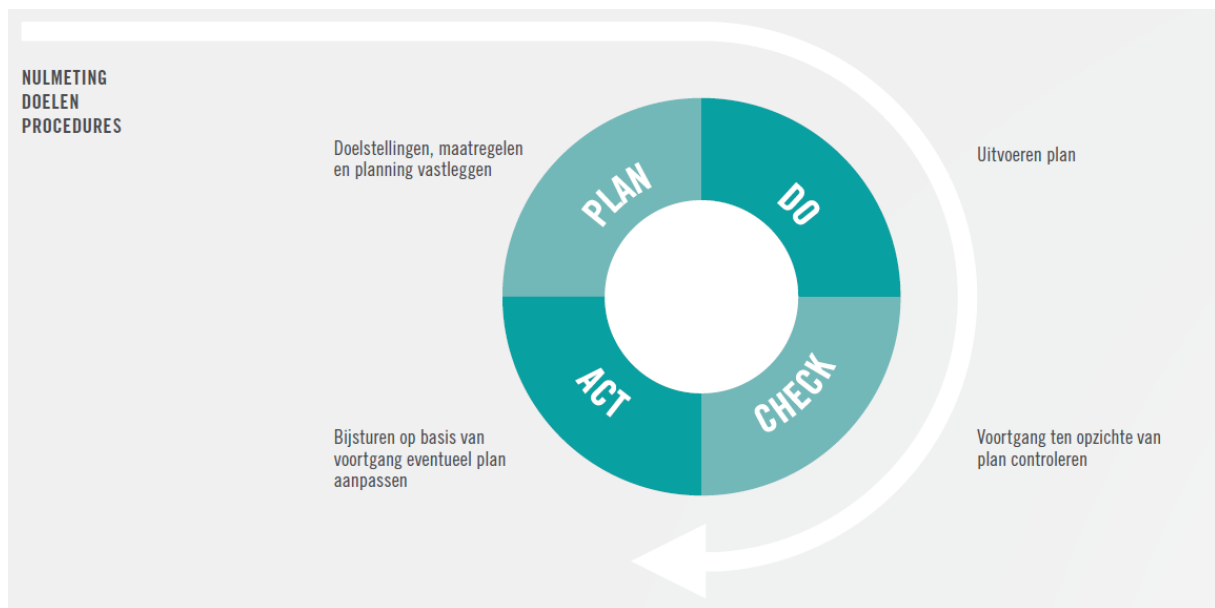 NULMETING
DOELEN
PROCEDURES
Doelstellingen, maatregelen
en planning vastleggen
PLAN
DO
Uitvoeren plan
ACT
CHECK
Bijsturen op basis van
voortgang eventueel plan
aanpassen
Voortgang ten opzichte van
plan controleren